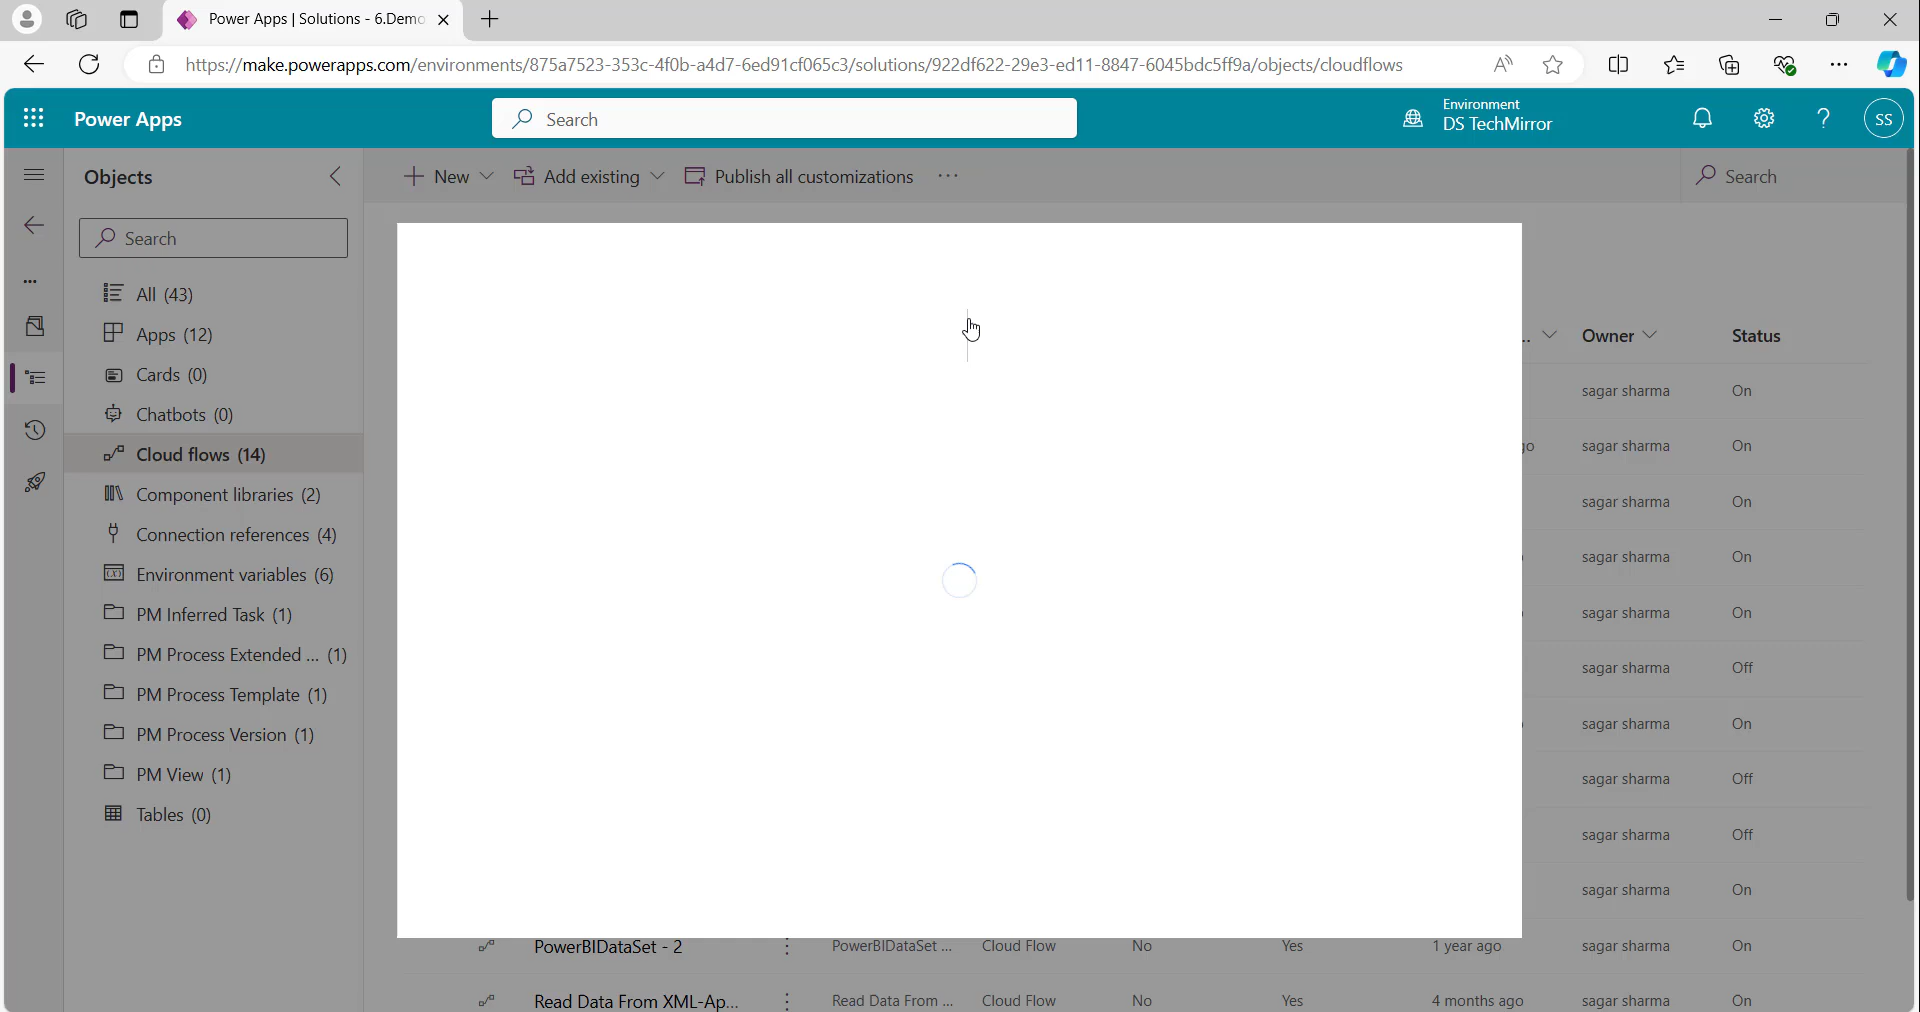 Power Apps | Solutions - 6.Demo
https://make.powerapps.com/environments/875a7523-353c-4f0b-a4d7-6ed91cf065c3/solutions/922df622-29e3-ed11-8847-6045bdc5ff9a/objects/cloudflows
Power Apps
Search
Environment
DS TechMirror
?
SS
Objects
New
Add existing
Publish all customizations
Search
Search
All (43)
Apps (12)
Cards (0)
Chatbots (0)
Cloud flows (14)
Component libraries (2)
Connection references (4)
Environment variables (6)
PM Inferred Task (1)
PM Process Extended ... (1)
PM Process Template (1)
PM Process Version (1)
PM View (1)
Tables (0)
... Owner Status
sagar sharma On
go sagar sharma On
sagar sharma On
sagar sharma On
sagar sharma On
sagar sharma Off
sagar sharma On
sagar sharma Off
sagar sharma Off
sagar sharma On
PowerBIDataSet - 2 PowerBIDataSet ... Cloud Flow No Yes 1 year ago sagar sharma On
Read Data From XML-Ap... Read Data From ... Cloud Flow No Yes 4 months ago sagar sharma On